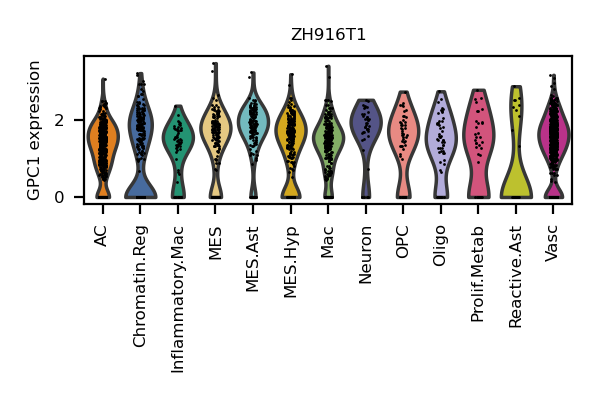 ZH916T1
GPC1 expression
2
0
AC
Chromatin.Reg
Inflammatory.Mac
MES
MES.Ast
MES.Hyp
Mac
Neuron
OPC
Oligo
Prolif.Metab
Reactive.Ast
Vasc